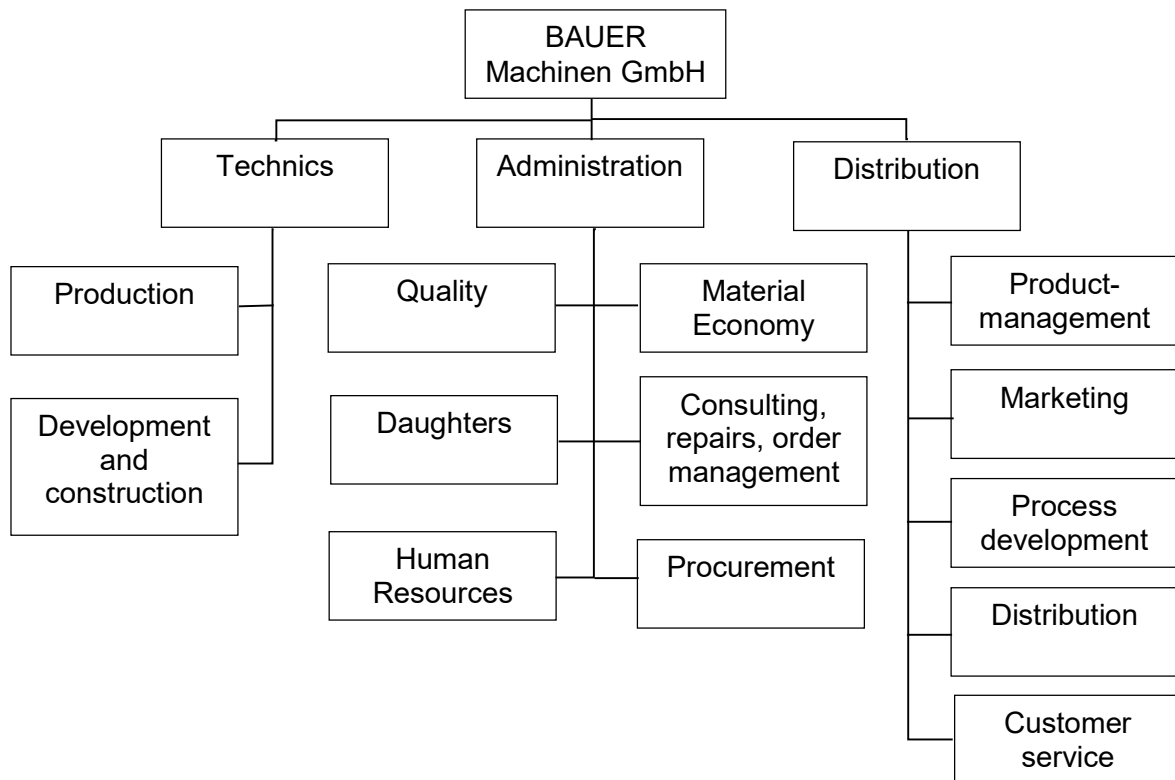 BAUER
Machinen GmbH
Technics
Administration
Distribution
Production
Quality
Material
Economy
Product-
management
Development
and
construction
Daughters
Consulting,
repairs, order
management
Marketing
Human
Resources
Procurement
Process
development
Distribution
Customer
service